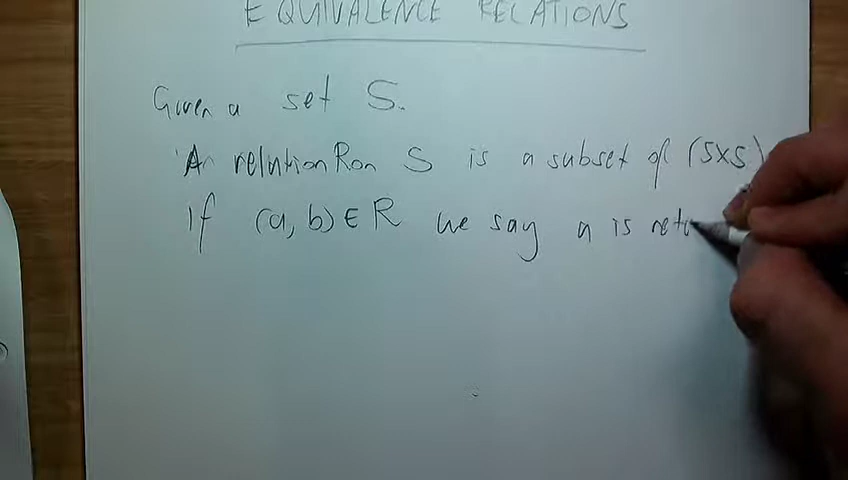 EQUIVALENCE RELATIONS
Given a set S.
An relation R on S is a subset of (S×S)
If (a, b) ∈ R we say a is